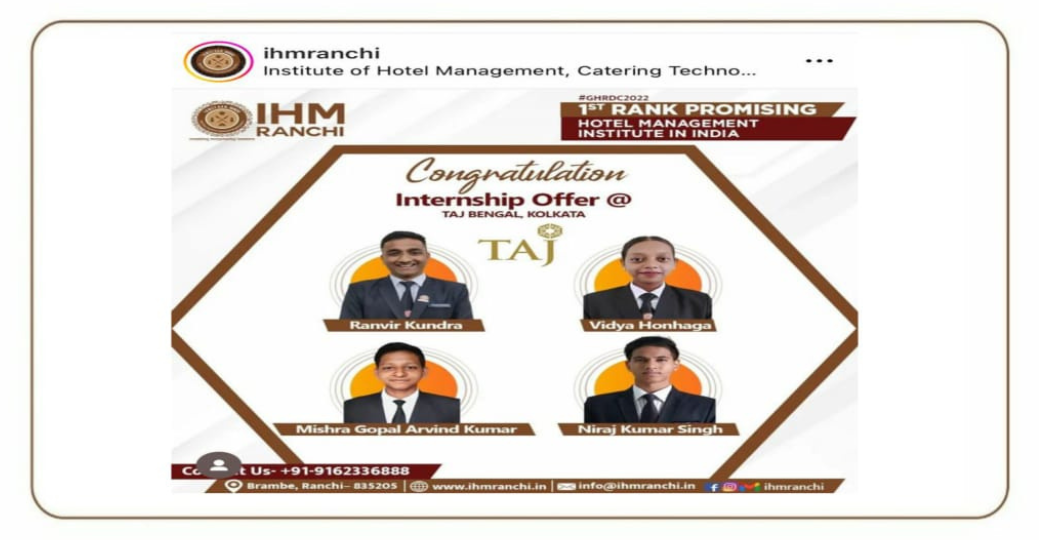 ihmranchi
Institute of Hotel Management, Catering Techno...
IHM
RANCHI
#GHRDC2022
1ST RANK PROMISING
HOTEL MANAGEMENT
INSTITUTE IN INDIA
Congratulation
Internship Offer @
TAJ BENGAL, KOLKATA
TAJ
Ranvir Kundra
Vidya Honhaga
Mishra Gopal Arvind Kumar
Niraj Kumar Singh
Us- +91-9162336888
Brambe, Ranchi– 835205 | www.ihmranchi.in | info@ihmranchi.in ihmranchi